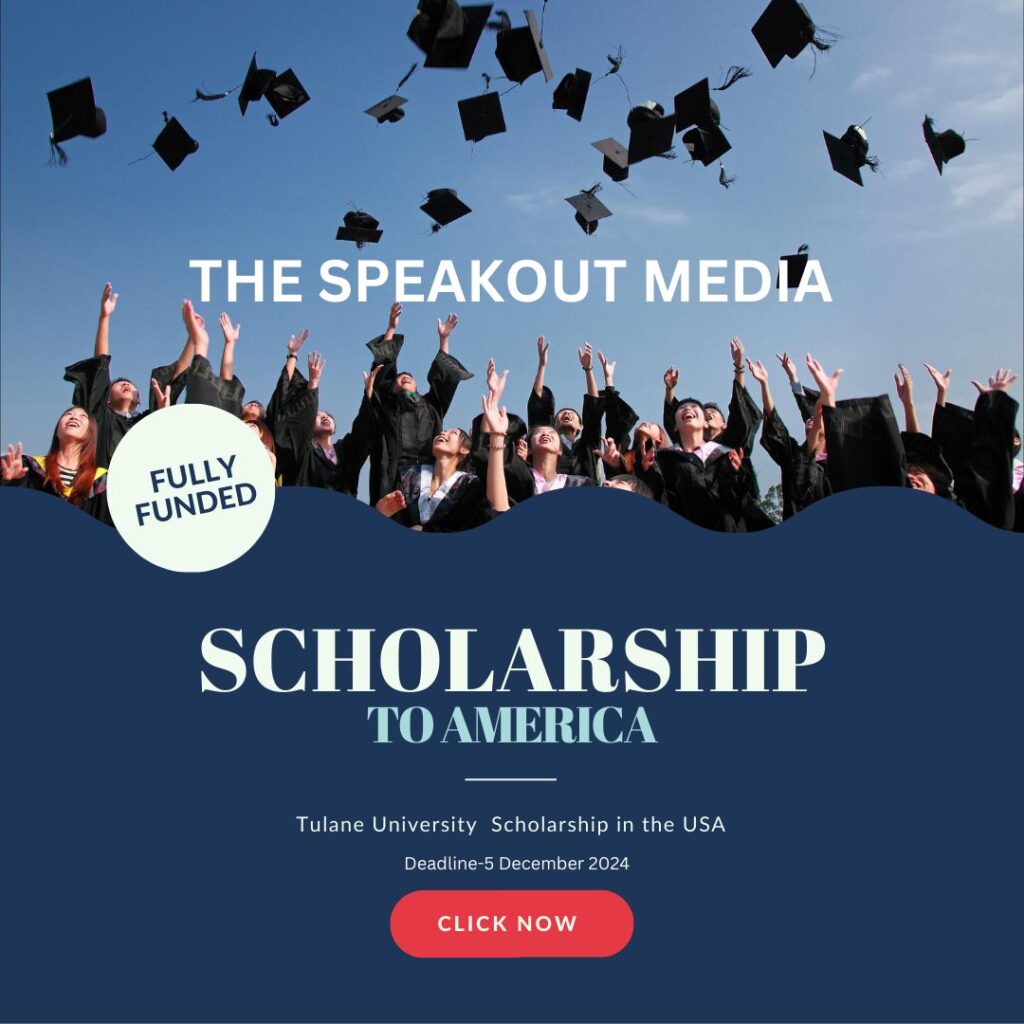 THE SPEAKOUT MEDIA
FULLY
FUNDED
SCHOLARSHIP
TO AMERICA
Tulane University  Scholarship in the USA
Deadline-5 December 2024
CLICK NOW